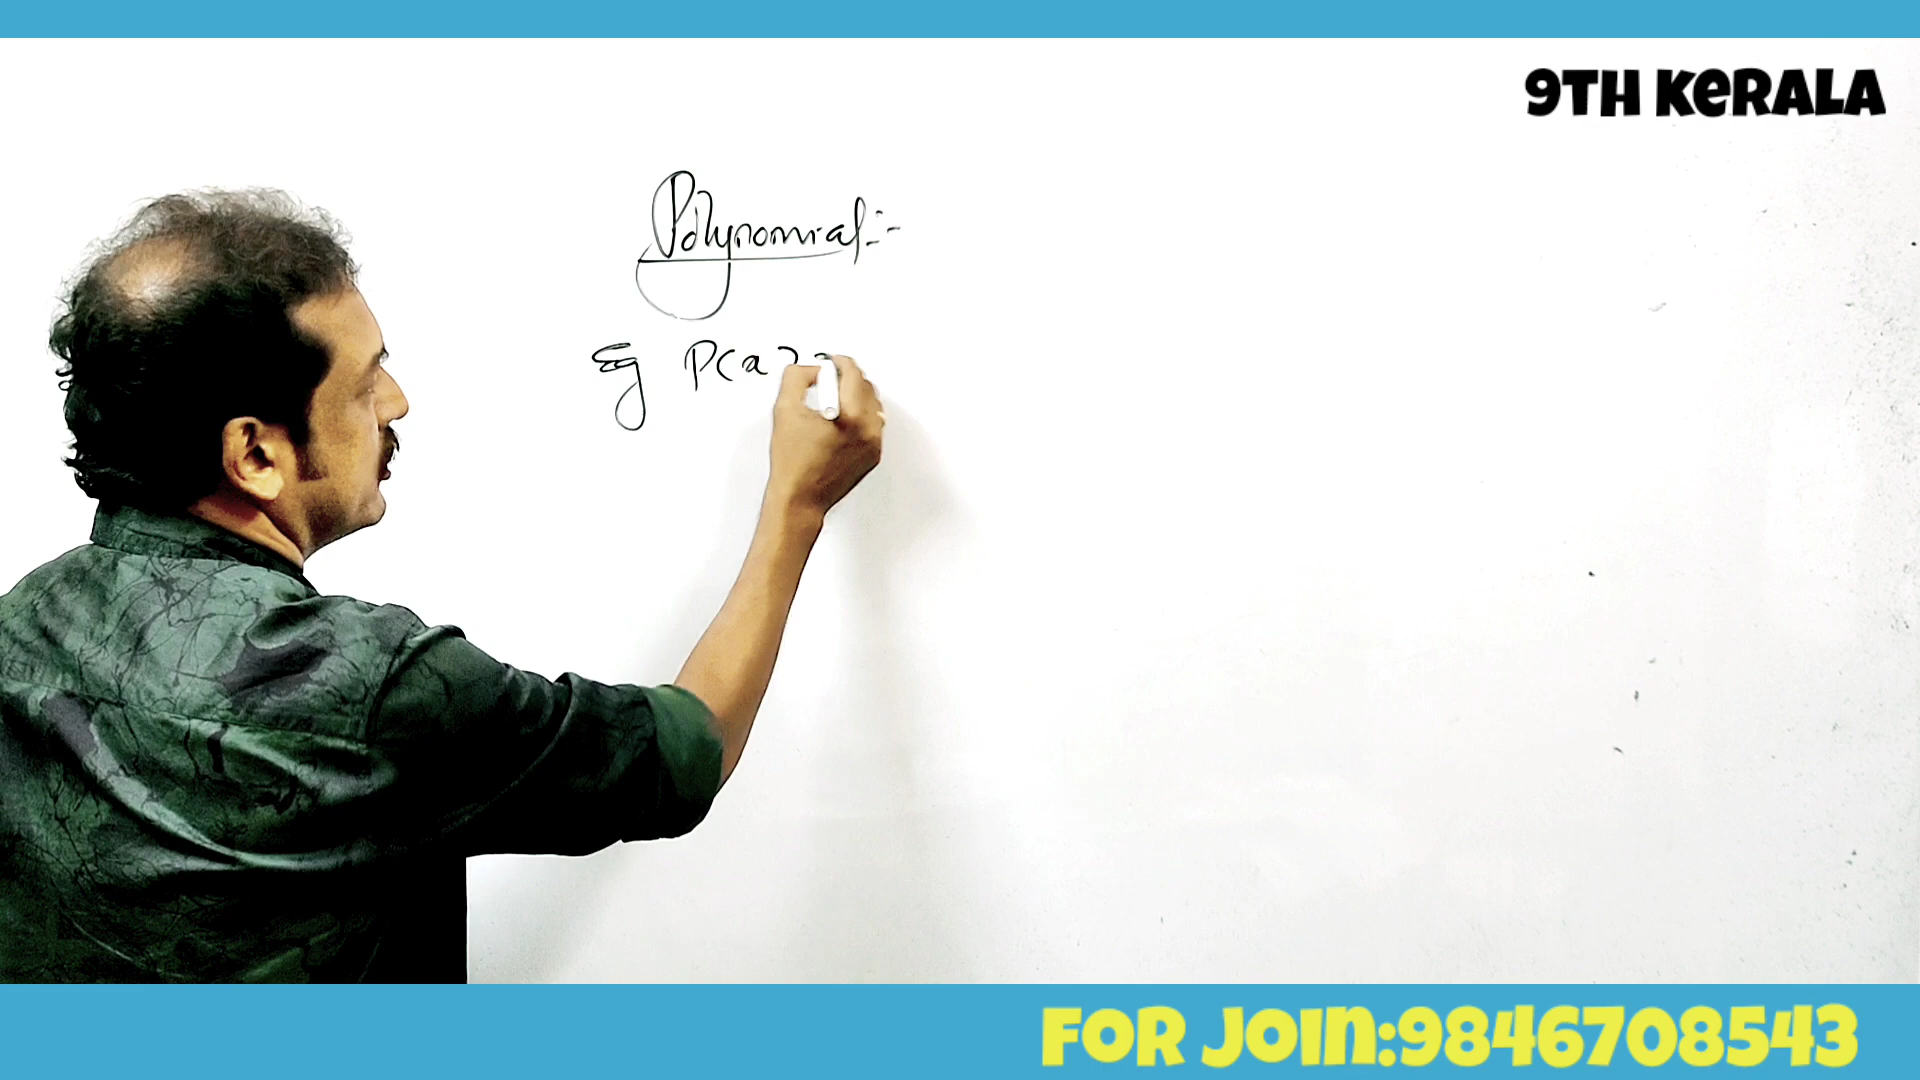 9TH KERALA
Polynomial:-
Eg P(x) =
FOR JOIN:9846708543